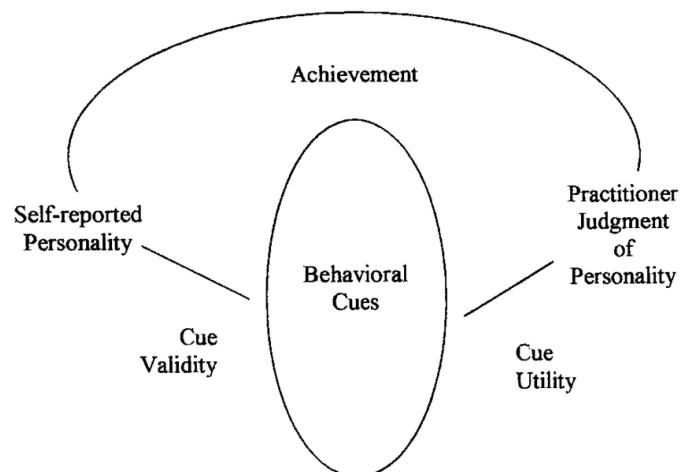 Achievement
Self-reported
Personality
Practitioner
Judgment
of
Personality
Behavioral
Cues
Cue
Validity
Cue
Utility